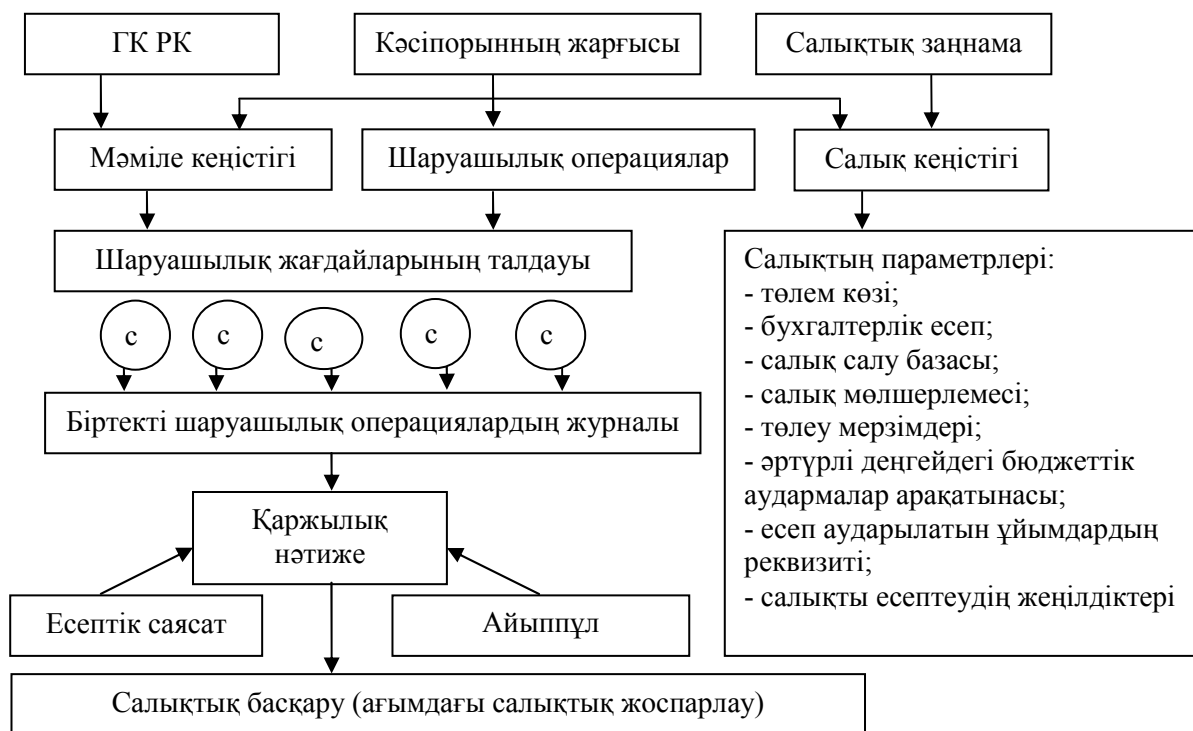 ГК РК
Кәсіпорынның жарғысы
Салықтық заңнама
Мәміле кеңістігі
Шаруашылық операциялар
Салық кеңістігі
Шаруашылық жағдайларының талдауы
с
с
с
с
с
Біртекті шаруашылық операциялардың журналы
Қаржылық
нәтиже
Есептік саясат
Айыппұл
Салықтық басқару (ағымдағы салықтық жоспарлау)
Салықтың параметрлері:
- төлем көзі;
- бухгалтерлік есеп;
- салық салу базасы;
- салық мөлшерлемесі;
- төлеу мерзімдері;
- әртүрлі деңгейдегі бюджеттік
аудармалар арақатынасы;
- есеп аударылатын ұйымдардың
реквизиті;
- салықты есептеудің жеңілдіктері